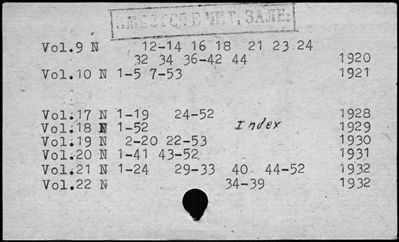 Vol.9 N 12-14 16 18 21 23 24
32 34 36-42 44 1920
Vol.10 N 1-5 7-53 1921
Vol.17 N 1-19 24-52 1928
Vol.18 N 1-52 Index 1929
Vol.19 N 2-20 22-53 1930
Vol.20 N 1-41 43-52 1931
Vol.21 N 1-24 29-33 40 44-52 1932
Vol.22 N 34-39 1932